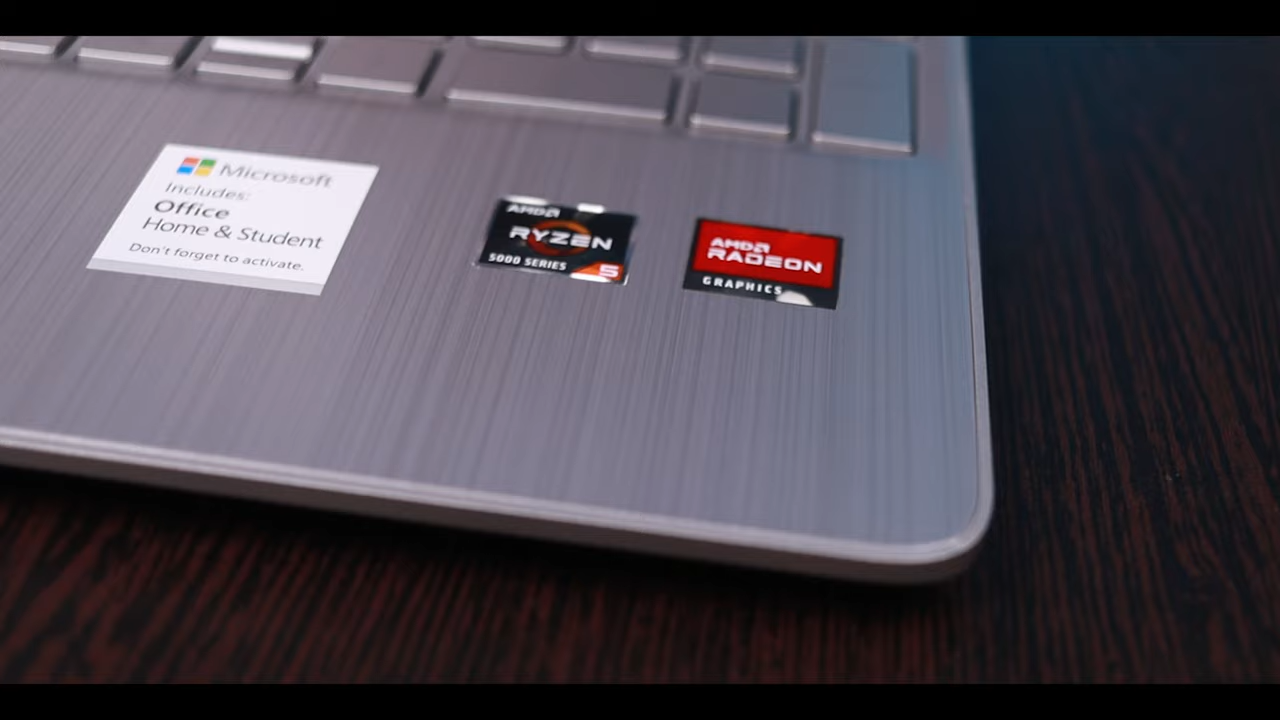 Microsoft
Includes:
Office
Home & Student
Don't forget to activate.
AMD
RYZEN
5000 SERIES
5
AMD
RADEON
GRAPHICS